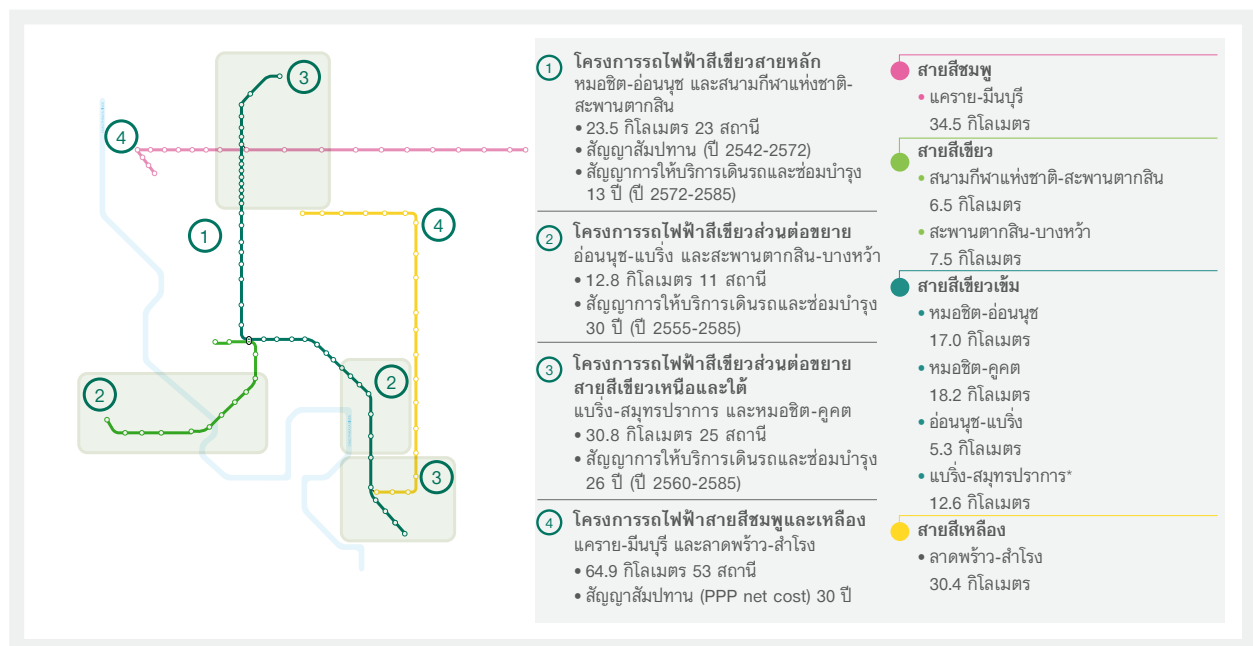 3
4
4
1
2
2
3
1 โครงการรถไฟฟ้าสีเขียวสายหลัก
หมอชิต-อ่อนนุช และสนามกีฬาแห่งชาติ-
สะพานตากสิน
• 23.5 กิโลเมตร 23 สถานี
• สัญญาสัมปทาน (ปี 2542-2572)
• สัญญาการให้บริการเดินรถและซ่อมบำรุง
13 ปี (ปี 2572-2585)
2 โครงการรถไฟฟ้าสีเขียวส่วนต่อขยาย
อ่อนนุช-แบริ่ง และสะพานตากสิน-บางหว้า
• 12.8 กิโลเมตร 11 สถานี
• สัญญาการให้บริการเดินรถและซ่อมบำรุง
30 ปี (ปี 2555-2585)
3 โครงการรถไฟฟ้าสีเขียวส่วนต่อขยาย
สายสีเขียวเหนือและใต้
แบริ่ง-สมุทรปราการ และหมอชิต-คูคต
• 30.8 กิโลเมตร 25 สถานี
• สัญญาการให้บริการเดินรถและซ่อมบำรุง
26 ปี (ปี 2560-2585)
4 โครงการรถไฟฟ้าสายสีชมพูและเหลือง
แคราย-มีนบุรี และลาดพร้าว-สำโรง
• 64.9 กิโลเมตร 53 สถานี
• สัญญาสัมปทาน (PPP net cost) 30 ปี
สายสีชมพู
• แคราย-มีนบุรี
34.5 กิโลเมตร
สายสีเขียว
• สนามกีฬาแห่งชาติ-สะพานตากสิน
6.5 กิโลเมตร
• สะพานตากสิน-บางหว้า
7.5 กิโลเมตร
สายสีเขียวเข้ม
• หมอชิต-อ่อนนุช
17.0 กิโลเมตร
• หมอชิต-คูคต
18.2 กิโลเมตร
• อ่อนนุช-แบริ่ง
5.3 กิโลเมตร
• แบริ่ง-สมุทรปราการ*
12.6 กิโลเมตร
สายสีเหลือง
• ลาดพร้าว-สำโรง
30.4 กิโลเมตร